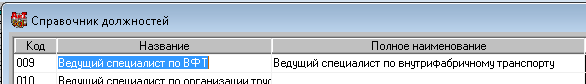 Справочник должностей
Код Название Полное наименование
009 Ведущий специалист по ВФТ Ведущий специалист по внутрифабричному транспорту
010 Ведущий специалист по организации